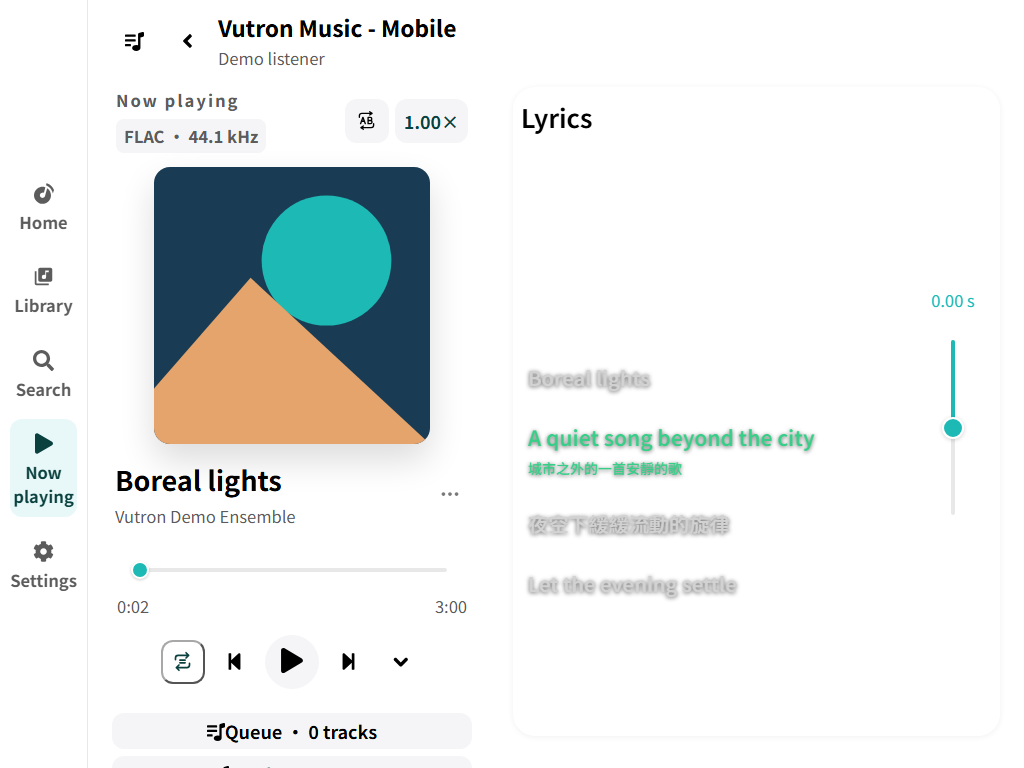 Vutron Music - Mobile
Demo listener
Home
Library
Search
Now
playing
Settings
Now playing
FLAC • 44.1 kHz
AB
1.00×
Boreal lights
Vutron Demo Ensemble
0:02
3:00
Queue • 0 tracks
Lyrics
0.00 s
Boreal lights
A quiet song beyond the city
城市之外的一首安靜的歌
夜空下緩緩流動的旋律
Let the evening settle